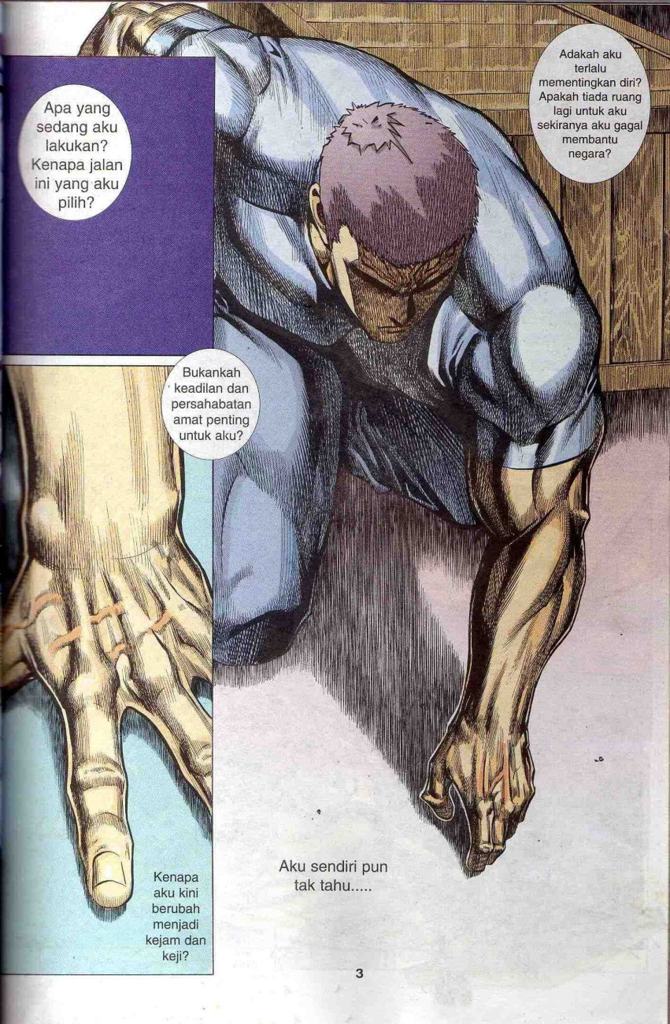 Apa yang
sedang aku
lakukan?
Kenapa jalan
ini yang aku
pilih?
Adakah aku
terlalu
mementingkan diri?
Apakah tiada ruang
lagi untuk aku
sekiranya aku gagal
membantu
negara?
Bukankah
keadilan dan
persahabatan
amat penting
untuk aku?
Kenapa
aku kini
berubah
menjadi
kejam dan
keji?
Aku sendiri pun
tak tahu.....
3